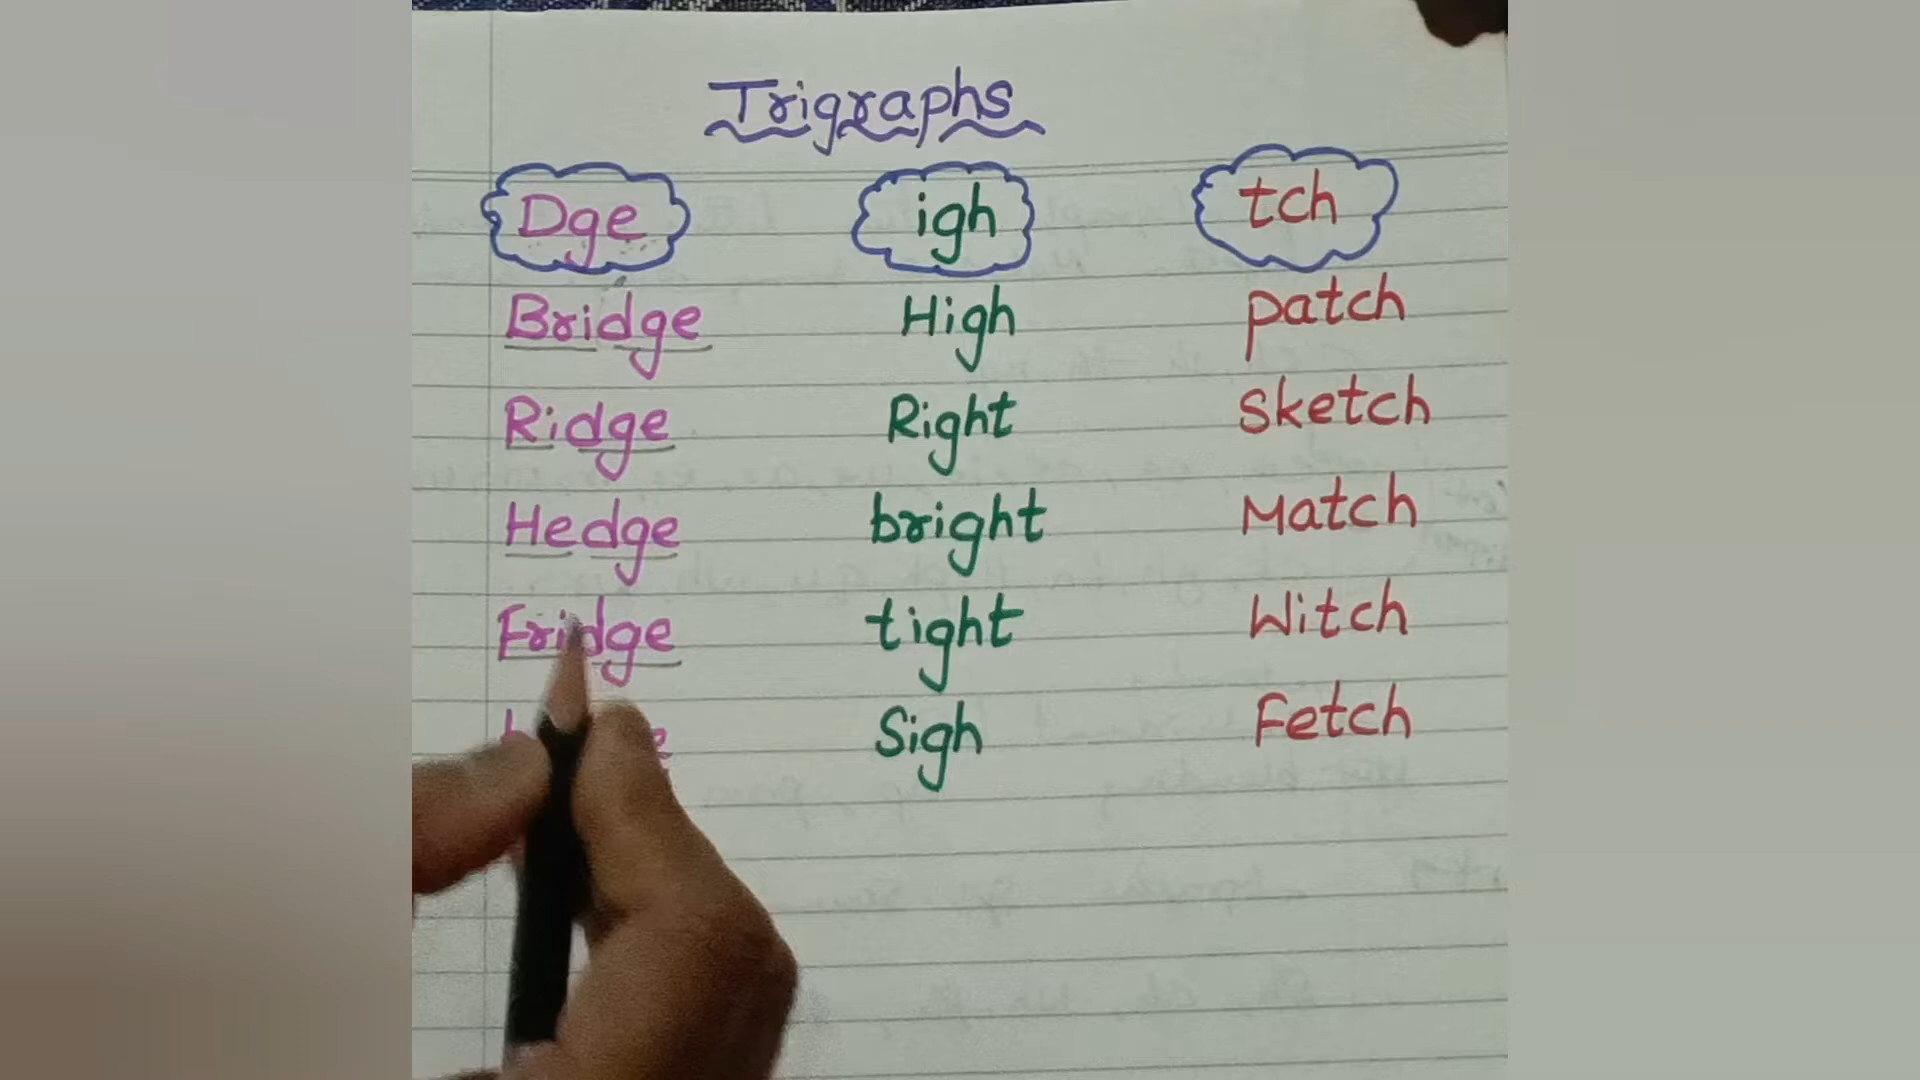 Trigraphs
Dge igh tch
Bridge High patch
Ridge Right Sketch
Hedge bright Match
Fridge tight Witch
Sigh Fetch